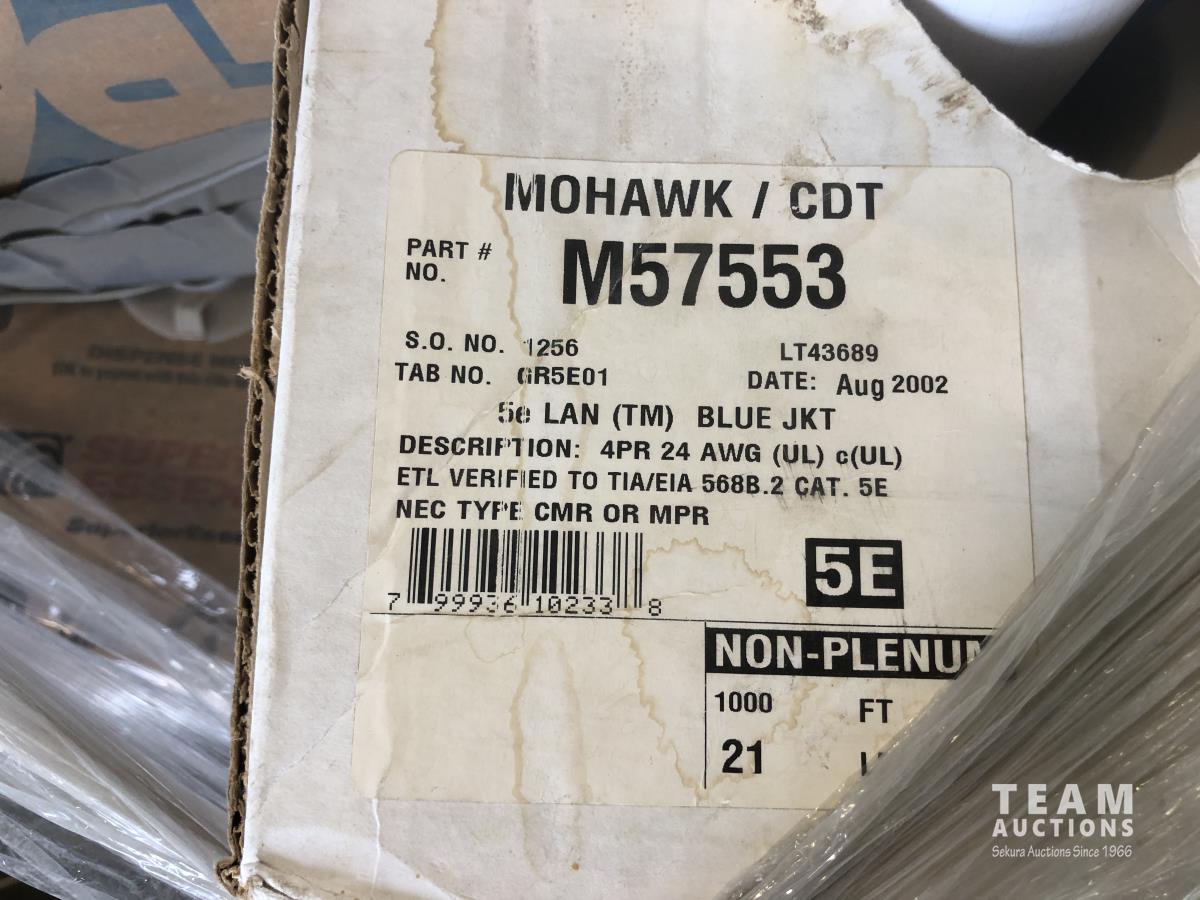 MOHAWK / CDT
PART # M57553
NO.
S.O. NO. 1256 LT43689
TAB NO. GR5E01 DATE: Aug 2002
5e LAN (TM) BLUE JKT
DESCRIPTION: 4PR 24 AWG (UL) c(UL)
ETL VERIFIED TO TIA/EIA 568B.2 CAT. 5E
NEC TYPE CMR OR MPR
5E
7 99936 10233 8
NON-PLENUM
1000 FT
21
DISPENSE
TEAM
AUCTIONS
Sekura Auctions Since 1966